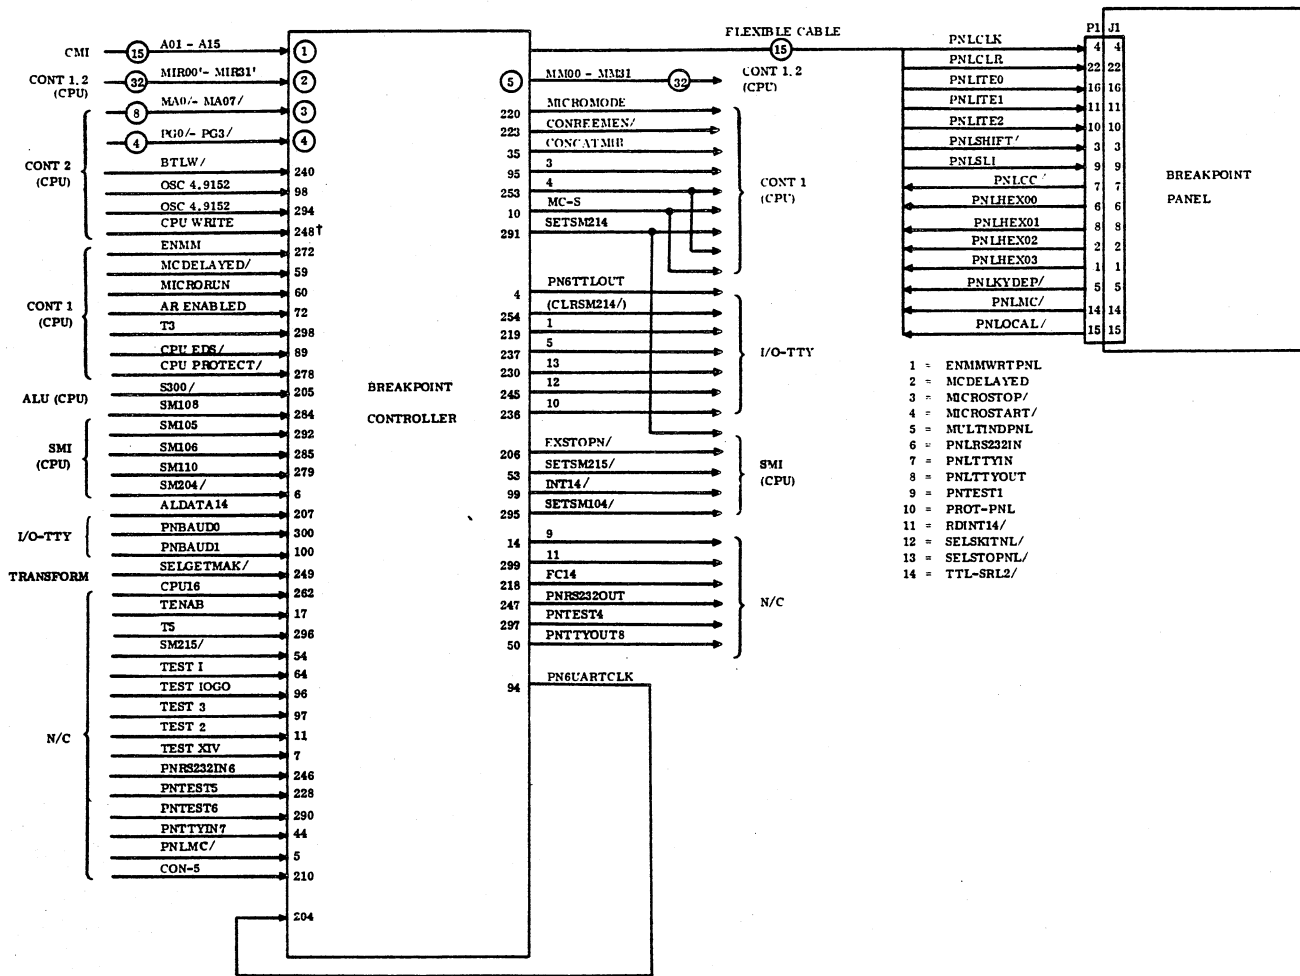 CMI
15
A01 - A15
1
CONT 1.2
(CPU)
32
MIR00'- MIR31'
2
8
MA0/- MA07/
3
4
PG0/- PG3/
4
CONT 2
(CPU)
BTLW/
240
OSC 4.9152
98
OSC 4.9152
294
CPU WRITE
248†
CONT 1
(CPU)
ENMM
272
MCDELAYED/
59
MICRORUN
60
AR ENABLED
72
T3
298
CPU EDS/
89
CPU PROTECT/
278
ALU (CPU)
S300/
205
SM108
284
SMI
(CPU)
SM105
292
SM106
285
SM110
279
SM204/
6
ALDATA14
207
I/O-TTY
PNBAUD0
300
PNBAUD1
100
TRANSFORM
SELGETMAK/
249
N/C
CPU16
262
TENAB
17
T5
296
SM215/
54
TEST I
64
TEST IOGO
96
TEST 3
97
TEST 2
11
TEST XIV
7
PNRS232IN6
246
PNTEST5
228
PNTEST6
290
PNTTYIN7
44
PNLMC/
5
CON-5
210
204
BREAKPOINT
CONTROLLER
FLEXIBLE CABLE
15
5
MM00 - MM31
32
CONT 1.2
(CPU)
220
MICROMODE
223
CONREEMEN/
35
CONCATMIR
95
3
253
4
10
MC-S
291
SETSM214
CONT 1
(CPU)
4
PN6TTLOUT
254
(CLRSM214/)
219
1
237
5
230
13
245
12
236
10
I/O-TTY
206
EXSTOPN/
53
SETSM215/
99
INT14/
295
SETSM104/
SMI
(CPU)
14
9
299
11
218
FC14
247
PNRS232OUT
297
PNTEST4
50
PNTTYOUT8
N/C
94
PN6UARTCLK
P1 J1
PNLCLK 4 4
PNLCLR 22 22
PNLITE0 16 16
PNLITE1 11 11
PNLITE2 10 10
PNLSHIFT/ 3 3
PNLSLI 9 9
PNLCC/ 7 7
PNLHEX00 6 6
PNLHEX01 8 8
PNLHEX02 2 2
PNLHEX03 1 1
PNLKYDEP/ 5 5
PNLMC/ 14 14
PNLOCAL/ 15 15
BREAKPOINT
PANEL
1 = ENMMWRTPNL
2 = MCDELAYED
3 = MICROSTOP/
4 = MICROSTART/
5 = MULTINDPNL
6 = PNLRS232IN
7 = PNLTTYIN
8 = PNLTTYOUT
9 = PNTEST1
10 = PROT-PNL
11 = RDINT14/
12 = SELSKITNL/
13 = SELSTOPNL/
14 = TTL-SRL2/